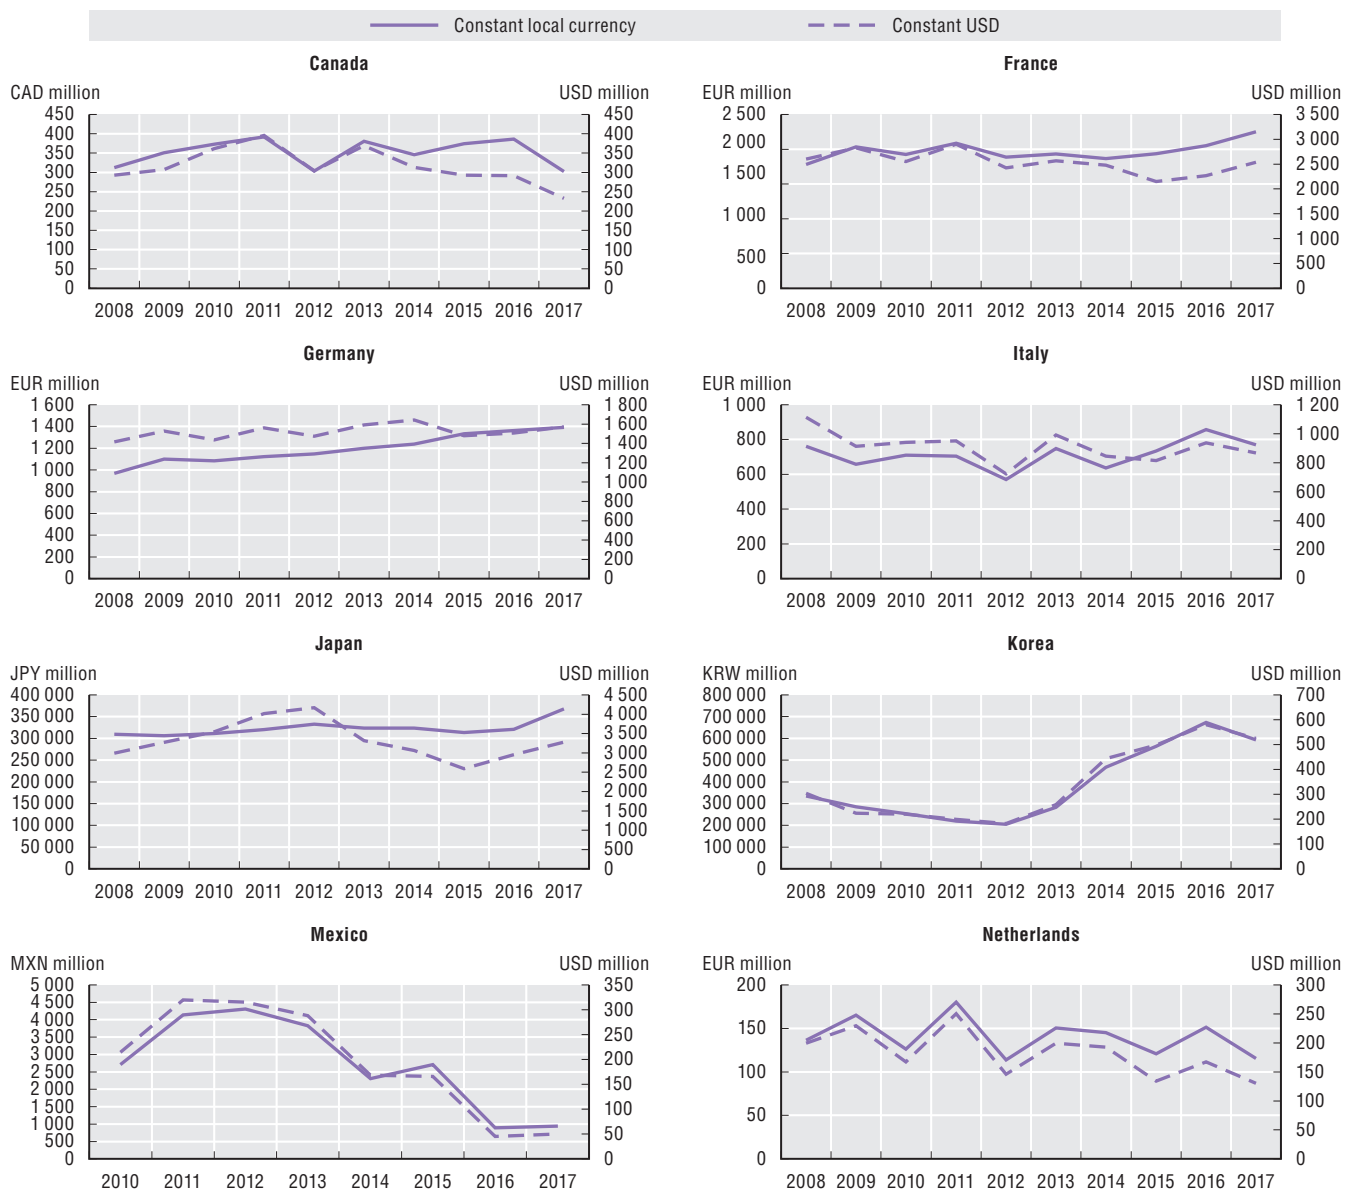 Constant local currency Constant USD
Canada
CAD million USD million
450 450
400 400
350 350
300 300
250 250
200 200
150 150
100 100
50 50
0 0
2008 2009 2010 2011 2012 2013 2014 2015 2016 2017
France
EUR million USD million
2 500 3 500
2 000 3 000
1 500 2 500
1 000 2 000
500 1 500
0 1 000
500
0
2008 2009 2010 2011 2012 2013 2014 2015 2016 2017
Germany
EUR million USD million
1 600 1 800
1 400 1 600
1 200 1 400
1 000 1 200
800 1 000
600 800
400 600
200 400
0 200
0
2008 2009 2010 2011 2012 2013 2014 2015 2016 2017
Italy
EUR million USD million
1 000 1 200
800 1 000
600 800
400 600
200 400
0 200
0
2008 2009 2010 2011 2012 2013 2014 2015 2016 2017
Japan
JPY million USD million
400 000 4 500
350 000 4 000
300 000 3 500
250 000 3 000
200 000 2 500
150 000 2 000
100 000 1 500
50 000 1 000
0 500
0
2008 2009 2010 2011 2012 2013 2014 2015 2016 2017
Korea
KRW million USD million
800 000 700
700 000 600
600 000 500
500 000 400
400 000 300
300 000 200
200 000 100
100 000 0
0
2008 2009 2010 2011 2012 2013 2014 2015 2016 2017
Mexico
MXN million USD million
5 000 350
4 500 300
4 000 250
3 500 200
3 000 150
2 500 100
2 000 50
1 500 0
1 000
500
0
2010 2011 2012 2013 2014 2015 2016 2017
Netherlands
EUR million USD million
200 300
150 250
100 200
50 150
0 100
50
0
2008 2009 2010 2011 2012 2013 2014 2015 2016 2017